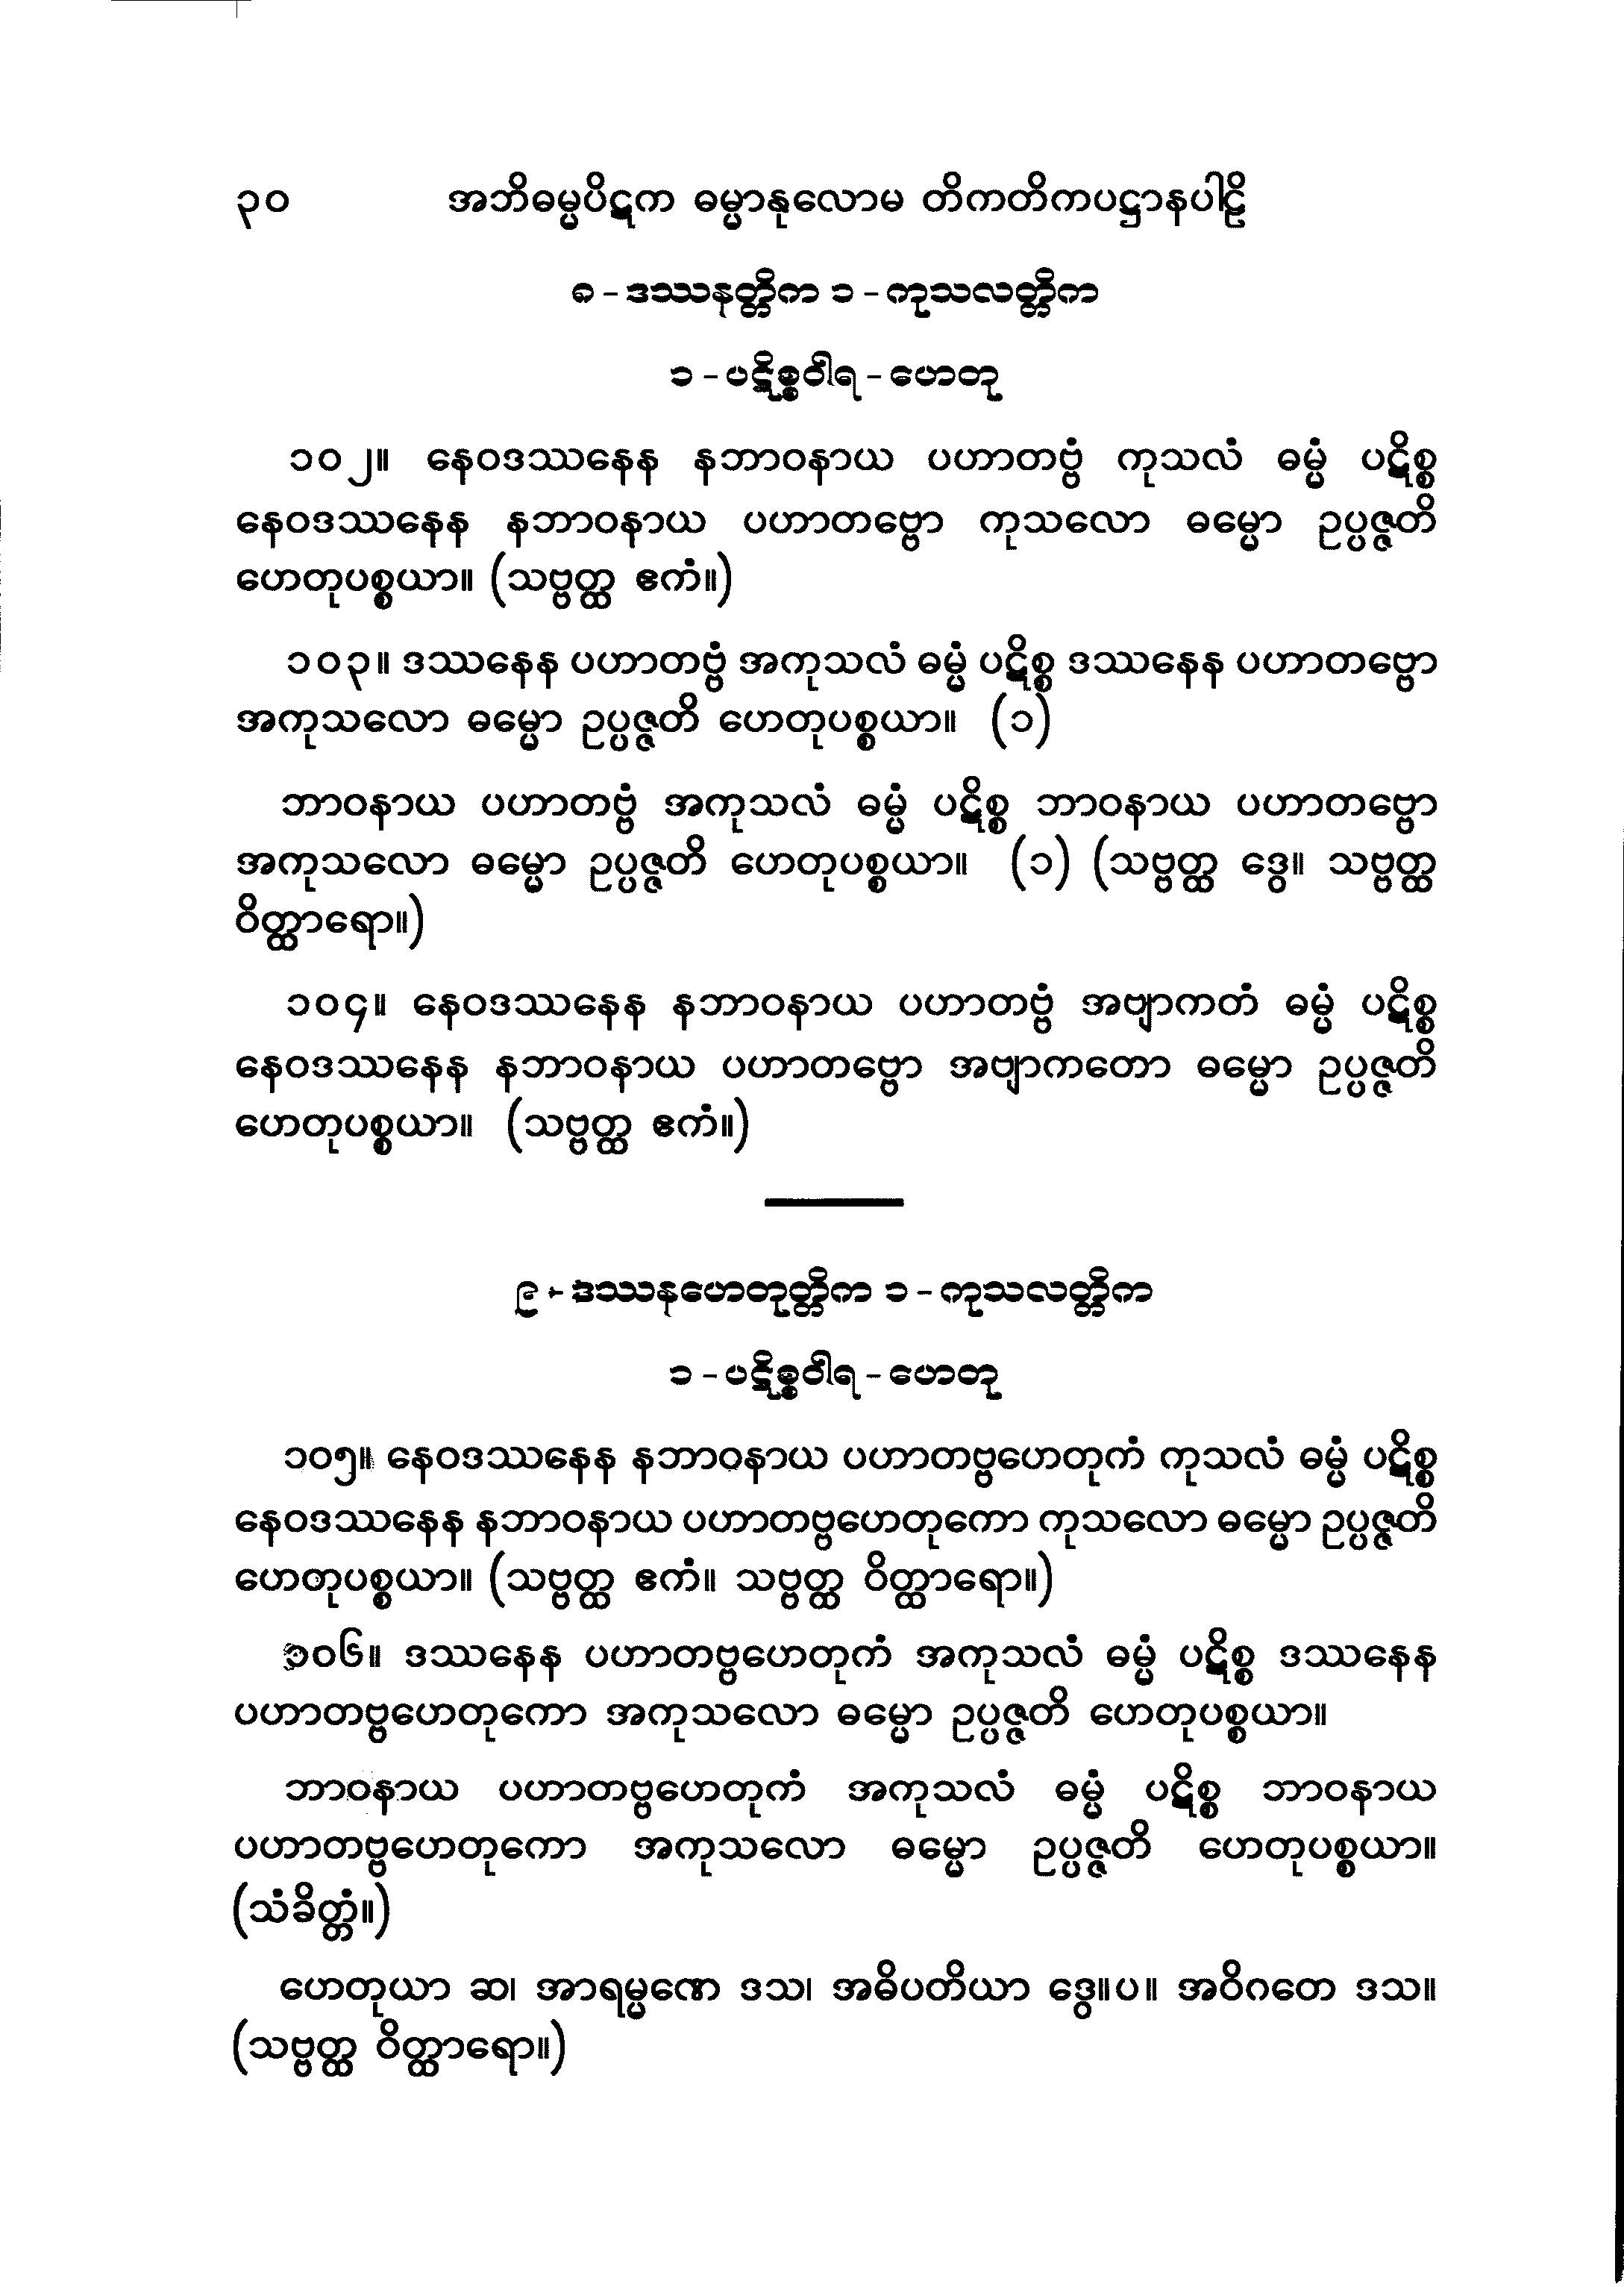 ၃၀ အဘိဓမ္မပိဋက ဓမ္မာနုလောမ တိကတိကပဋ္ဌာနပါဠိ
၈ - ဒဿနတ္တိက ၁ - ကုသလတ္တိက
၁ - ပဋိစ္စဝါရ - ဟေတု
၁၀၂။ နေဝဒဿနေန နဘာဝနာယ ပဟာတဗ္ဗံ ကုသလံ ဓမ္မံ ပဋိစ္စ
နေဝဒဿနေန နဘာဝနာယ ပဟာတဗ္ဗော ကုသလော ဓမ္မော ဥပ္ပဇ္ဇတိ
ဟေတုပစ္စယာ။ (သဗ္ဗတ္ထ ဧကံ။)
၁၀၃။ ဒဿနေန ပဟာတဗ္ဗံ အကုသလံ ဓမ္မံ ပဋိစ္စ ဒဿနေန ပဟာတဗ္ဗော
အကုသလော ဓမ္မော ဥပ္ပဇ္ဇတိ ဟေတုပစ္စယာ။ (၁)
ဘာဝနာယ ပဟာတဗ္ဗံ အကုသလံ ဓမ္မံ ပဋိစ္စ ဘာဝနာယ ပဟာတဗ္ဗော
အကုသလော ဓမ္မော ဥပ္ပဇ္ဇတိ ဟေတုပစ္စယာ။ (၁) (သဗ္ဗတ္ထ ဒွေ။ သဗ္ဗတ္ထ
ဝိတ္ထာရော။)
၁၀၄။ နေဝဒဿနေန နဘာဝနာယ ပဟာတဗ္ဗံ အဗျာကတံ ဓမ္မံ ပဋိစ္စ
နေဝဒဿနေန နဘာဝနာယ ပဟာတဗ္ဗော အဗျာကတော ဓမ္မော ဥပ္ပဇ္ဇတိ
ဟေတုပစ္စယာ။ (သဗ္ဗတ္ထ ဧကံ။)
၉ - ဒဿနဟေတုတ္တိက ၁ - ကုသလတ္တိက
၁ - ပဋိစ္စဝါရ - ဟေတု
၁၀၅။ နေဝဒဿနေန နဘာဝနာယ ပဟာတဗ္ဗဟေတုကံ ကုသလံ ဓမ္မံ ပဋိစ္စ
နေဝဒဿနေန နဘာဝနာယ ပဟာတဗ္ဗဟေတုကော ကုသလော ဓမ္မော ဥပ္ပဇ္ဇတိ
ဟေတုပစ္စယာ။ (သဗ္ဗတ္ထ ဧကံ။ သဗ္ဗတ္ထ ဝိတ္ထာရော။)
၁၀၆။ ဒဿနေန ပဟာတဗ္ဗဟေတုကံ အကုသလံ ဓမ္မံ ပဋိစ္စ ဒဿနေန
ပဟာတဗ္ဗဟေတုကော အကုသလော ဓမ္မော ဥပ္ပဇ္ဇတိ ဟေတုပစ္စယာ။
ဘာဝနာယ ပဟာတဗ္ဗဟေတုကံ အကုသလံ ဓမ္မံ ပဋိစ္စ ဘာဝနာယ
ပဟာတဗ္ဗဟေတုကော အကုသလော ဓမ္မော ဥပ္ပဇ္ဇတိ ဟေတုပစ္စယာ။
(သံခိတ္တံ။)
ဟေတုယာ ဆ၊ အာရမ္မဏေ ဒသ၊ အဓိပတိယာ ဒွေ။ပ။ အဝိဂတေ ဒသ။
(သဗ္ဗတ္ထ ဝိတ္ထာရော။)